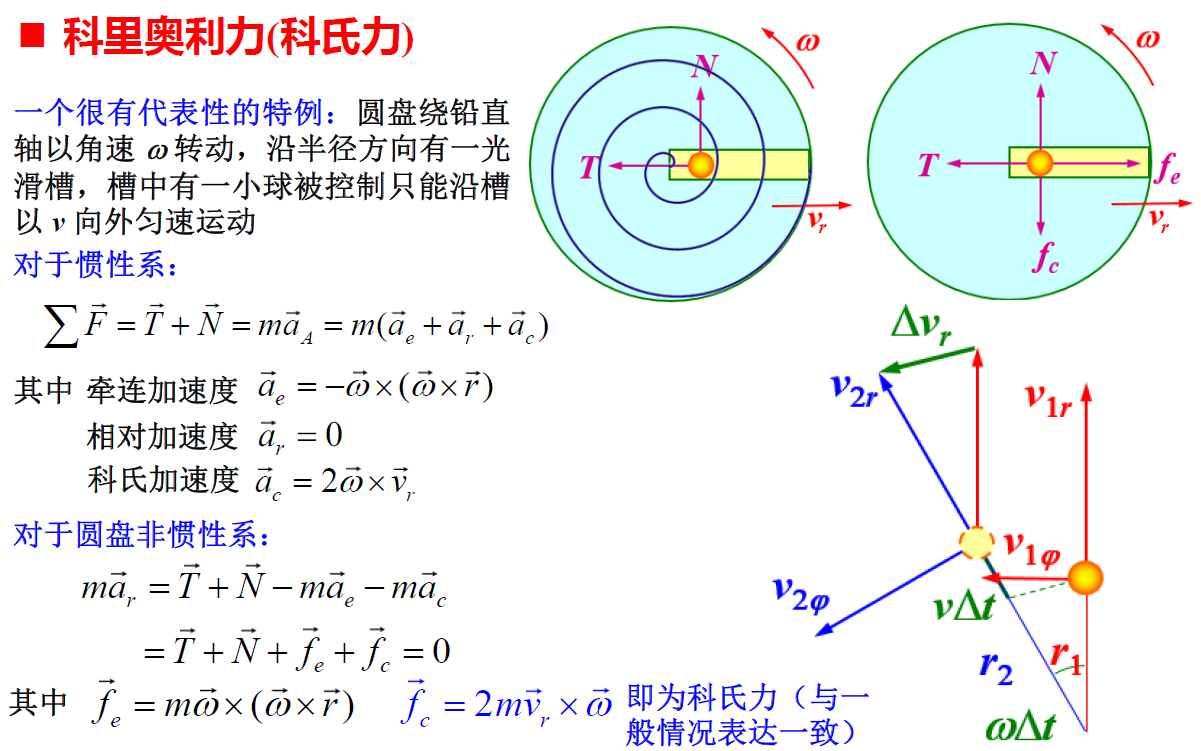 ■ 科里奥利力(科氏力)
一个很有代表性的特例：圆盘绕铅直
轴以角速 ω 转动，沿半径方向有一光
滑槽，槽中有一小球被控制只能沿槽
以 v 向外匀速运动
对于惯性系：
∑F⃗ = T⃗ + N⃗ = ma⃗_A = m(a⃗_e + a⃗_r + a⃗_c)
其中 牵连加速度 a⃗_e = −ω⃗×(ω⃗×r⃗)
相对加速度 a⃗_r = 0
科氏加速度 a⃗_c = 2ω⃗×v⃗_r
对于圆盘非惯性系：
ma⃗_r = T⃗ + N⃗ − ma⃗_e − ma⃗_c
= T⃗ + N⃗ + f⃗_e + f⃗_c = 0
其中 f⃗_e = mω⃗×(ω⃗×r⃗) f⃗_c = 2mv⃗_r×ω⃗ 即为科氏力（与一
般情况表达一致）
ω
N
T
v_r
ω
N
T
f_e
v_r
f_c
Δv_r
v_2r
v_1r
v_1φ
v_2φ
vΔt
r_2
r_1
ωΔt